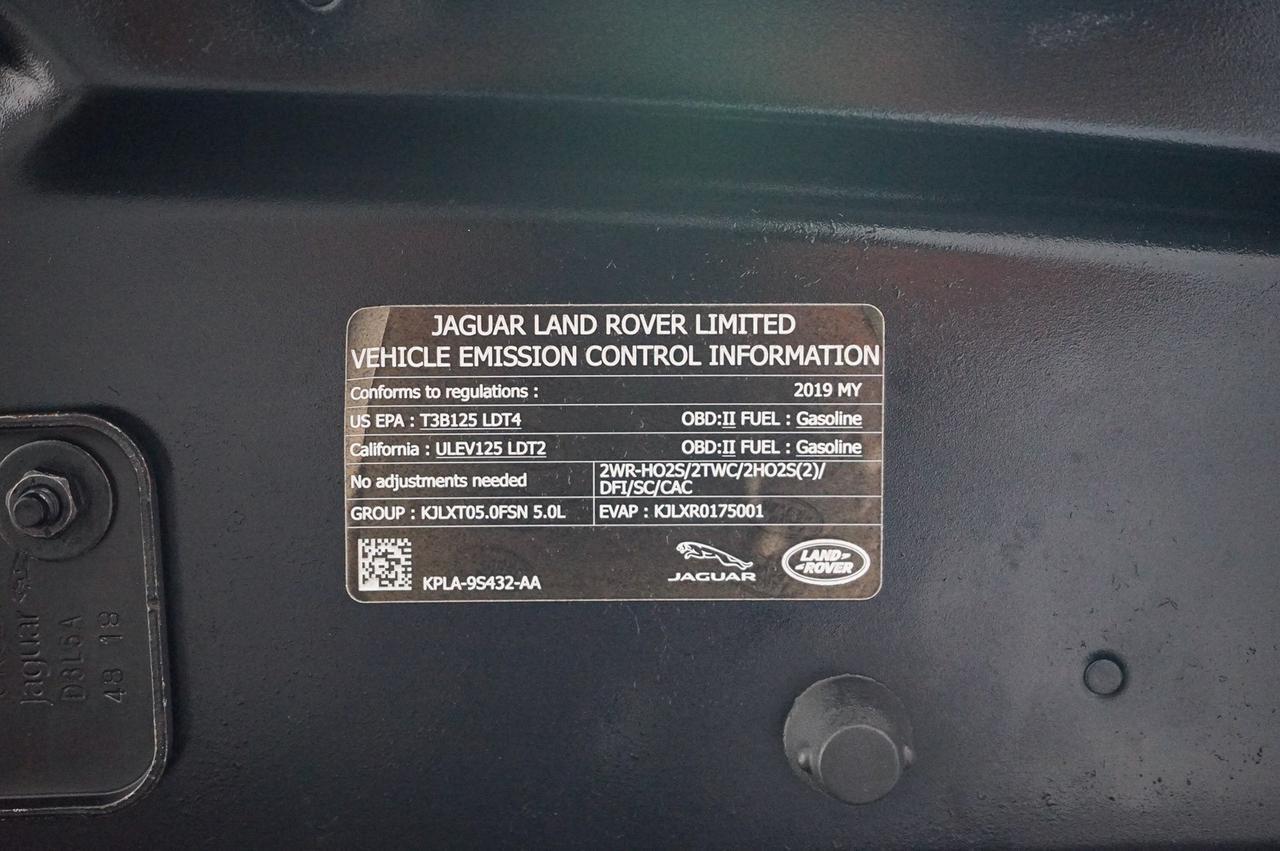 JAGUAR LAND ROVER LIMITED
VEHICLE EMISSION CONTROL INFORMATION
Conforms to regulations : 2019 MY
US EPA : T3B125 LDT4 OBD:II FUEL : Gasoline
California : ULEV125 LDT2 OBD:II FUEL : Gasoline
No adjustments needed 2WR-HO2S/2TWC/2HO2S(2)/
DFI/SC/CAC
GROUP : KJLXT05.0FSN 5.0L EVAP : KJLXR0175001
KPLA-9S432-AA
JAGUAR
LAND-
-ROVER
Jaguar
D3L5A
48 18